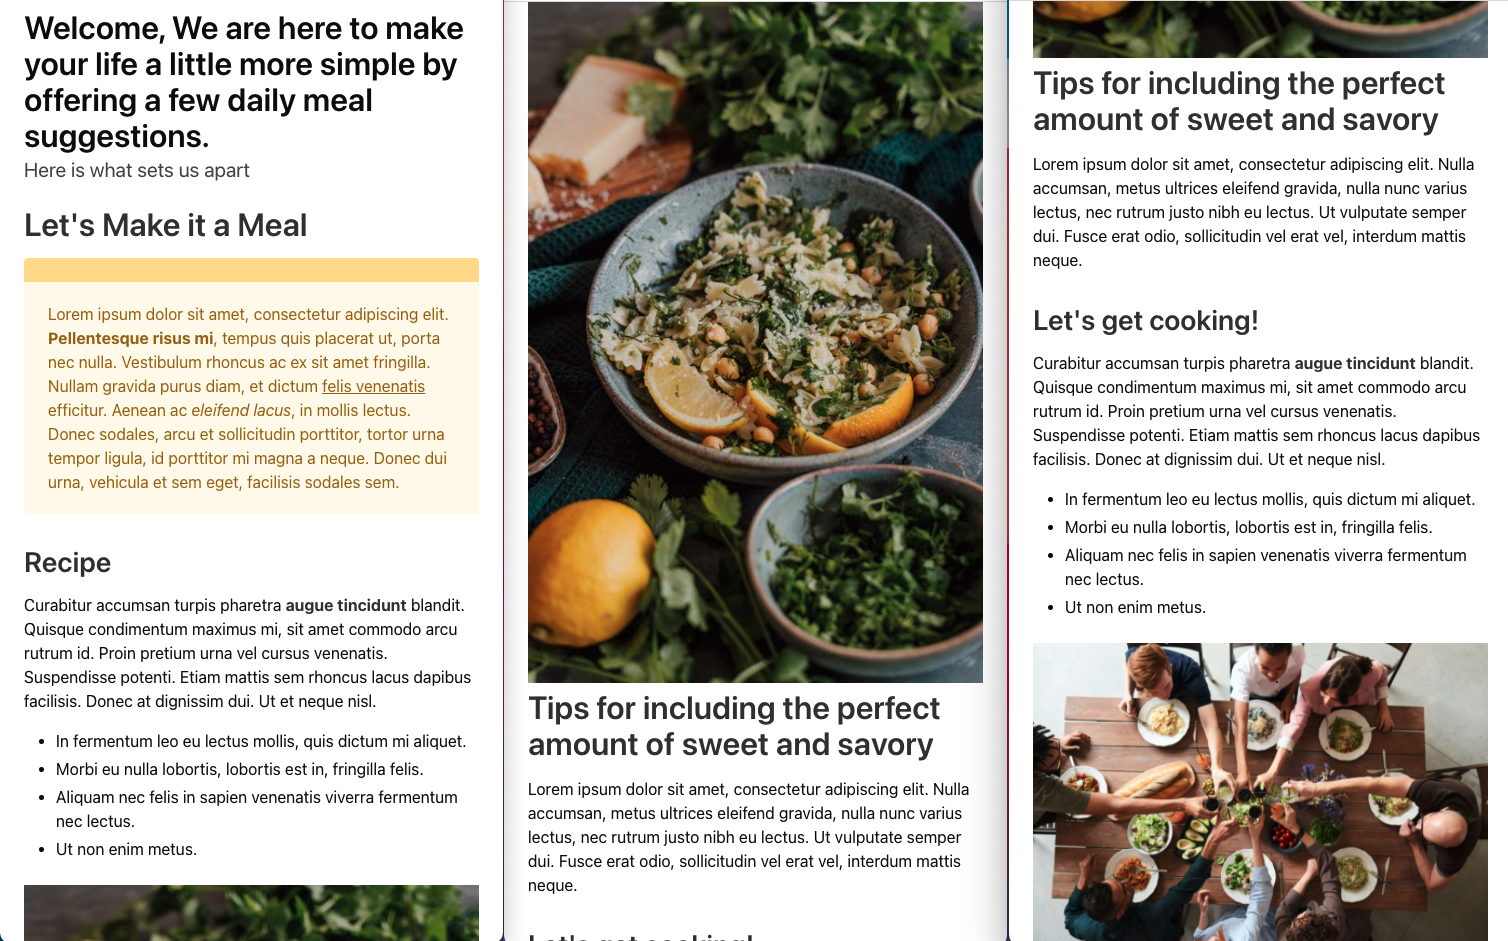 Welcome, We are here to make
your life a little more simple by
offering a few daily meal
suggestions.
Here is what sets us apart
Let's Make it a Meal
Lorem ipsum dolor sit amet, consectetur adipiscing elit.
Pellentesque risus mi, tempus quis placerat ut, porta
nec nulla. Vestibulum rhoncus ac ex sit amet fringilla.
Nullam gravida purus diam, et dictum felis venenatis
efficitur. Aenean ac eleifend lacus, in mollis lectus.
Donec sodales, arcu et sollicitudin porttitor, tortor urna
tempor ligula, id porttitor mi magna a neque. Donec dui
urna, vehicula et sem eget, facilisis sodales sem.
Recipe
Curabitur accumsan turpis pharetra augue tincidunt blandit.
Quisque condimentum maximus mi, sit amet commodo arcu
rutrum id. Proin pretium urna vel cursus venenatis.
Suspendisse potenti. Etiam mattis sem rhoncus lacus dapibus
facilisis. Donec at dignissim dui. Ut et neque nisl.
• In fermentum leo eu lectus mollis, quis dictum mi aliquet.
• Morbi eu nulla lobortis, lobortis est in, fringilla felis.
• Aliquam nec felis in sapien venenatis viverra fermentum
nec lectus.
• Ut non enim metus.
Tips for including the perfect
amount of sweet and savory
Lorem ipsum dolor sit amet, consectetur adipiscing elit. Nulla
accumsan, metus ultrices eleifend gravida, nulla nunc varius
lectus, nec rutrum justo nibh eu lectus. Ut vulputate semper
dui. Fusce erat odio, sollicitudin vel erat vel, interdum mattis
neque.
Let's get cooking!
Tips for including the perfect
amount of sweet and savory
Lorem ipsum dolor sit amet, consectetur adipiscing elit. Nulla
accumsan, metus ultrices eleifend gravida, nulla nunc varius
lectus, nec rutrum justo nibh eu lectus. Ut vulputate semper
dui. Fusce erat odio, sollicitudin vel erat vel, interdum mattis
neque.
Let's get cooking!
Curabitur accumsan turpis pharetra augue tincidunt blandit.
Quisque condimentum maximus mi, sit amet commodo arcu
rutrum id. Proin pretium urna vel cursus venenatis.
Suspendisse potenti. Etiam mattis sem rhoncus lacus dapibus
facilisis. Donec at dignissim dui. Ut et neque nisl.
• In fermentum leo eu lectus mollis, quis dictum mi aliquet.
• Morbi eu nulla lobortis, lobortis est in, fringilla felis.
• Aliquam nec felis in sapien venenatis viverra fermentum
nec lectus.
• Ut non enim metus.